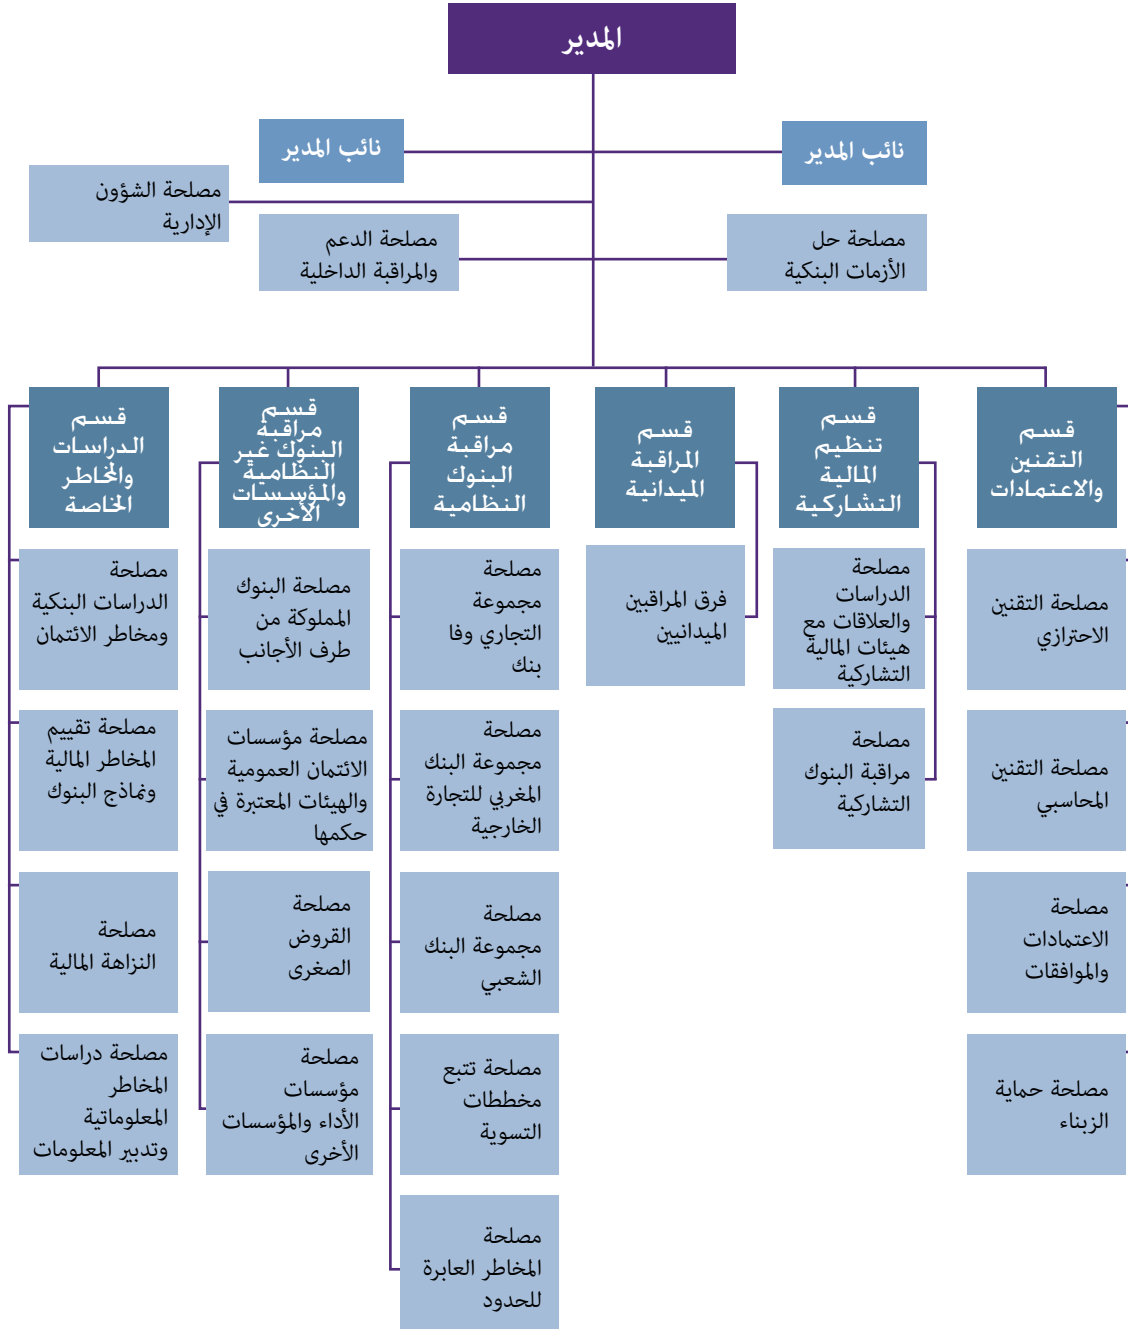 المدير
نائب المدير
نائب المدير
مصلحة الشؤون
الإدارية
مصلحة حل
الأزمات البنكية
مصلحة الدعم
والمراقبة الداخلية
قسم
التقنين
والاعتمادات
قسم
تنظيم
المالية
التشاركية
قسم
المراقبة
الميدانية
قسم
مراقبة
البنوك
النظامية
قسم
مراقبة
البنوك غير
النظامية
والمؤسسات
الأخرى
قسم
الدراسات
والمخاطر
الخاصة
مصلحة التقنين
الاحترازي
مصلحة التقنين
المحاسبي
مصلحة
الاعتمادات
والموافقات
مصلحة حماية
الزبناء
مصلحة
الدراسات
والعلاقات مع
هيئات المالية
التشاركية
مصلحة
مراقبة البنوك
التشاركية
فرق المراقبين
الميدانيين
مصلحة
مجموعة
التجاري وفا
بنك
مصلحة
مجموعة البنك
المغربي للتجارة
الخارجية
مصلحة
مجموعة البنك
الشعبي
مصلحة تتبع
مخططات
التسوية
مصلحة
المخاطر العابرة
للحدود
مصلحة البنوك
المملوكة من
طرف الأجانب
مصلحة مؤسسات
الائتمان العمومية
والهيئات المعتبرة في
حكمها
مصلحة
القروض
الصغرى
مصلحة
مؤسسات
الأداء والمؤسسات
الأخرى
مصلحة
الدراسات البنكية
ومخاطر الائتمان
مصلحة تقييم
المخاطر المالية
ونماذج البنوك
مصلحة
النزاهة المالية
مصلحة دراسات
المخاطر
المعلوماتية
وتدبير المعلومات